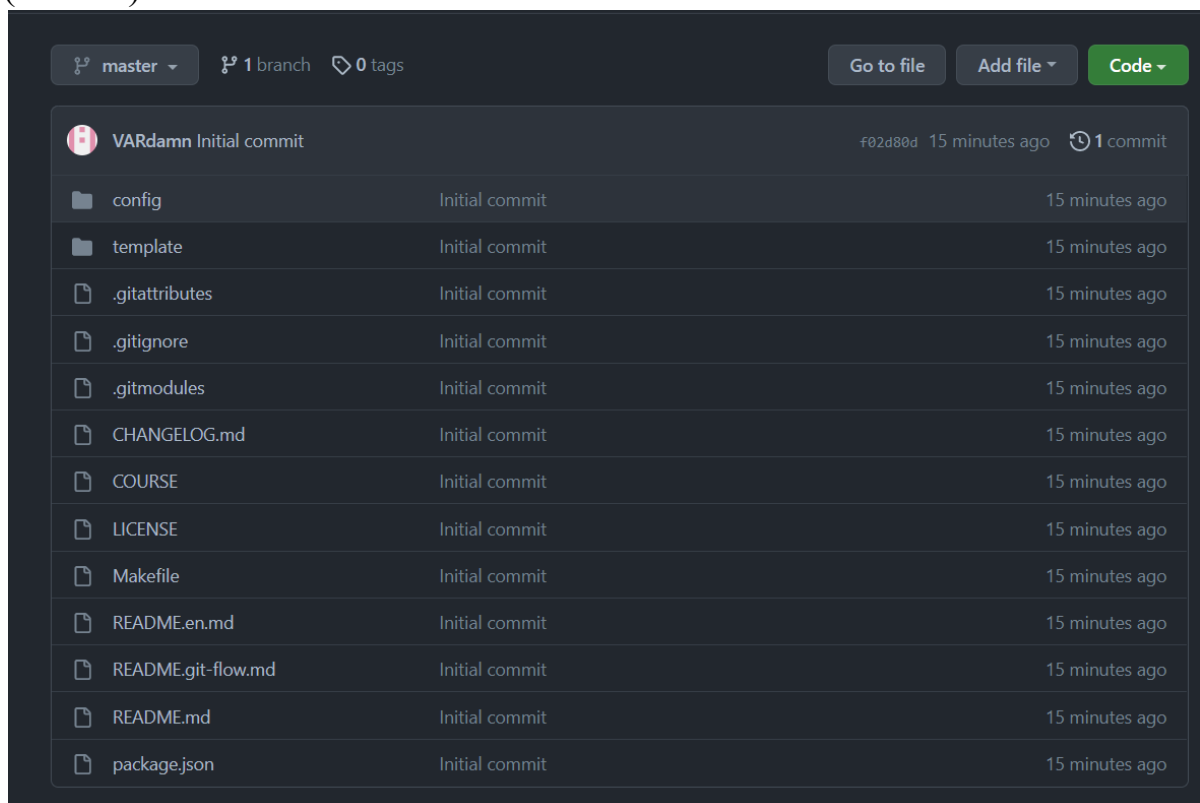 master 1 branch 0 tags Go to file Add file Code
VARdamn Initial commit f02d80d 15 minutes ago 1 commit
config Initial commit 15 minutes ago
template Initial commit 15 minutes ago
.gitattributes Initial commit 15 minutes ago
.gitignore Initial commit 15 minutes ago
.gitmodules Initial commit 15 minutes ago
CHANGELOG.md Initial commit 15 minutes ago
COURSE Initial commit 15 minutes ago
LICENSE Initial commit 15 minutes ago
Makefile Initial commit 15 minutes ago
README.en.md Initial commit 15 minutes ago
README.git-flow.md Initial commit 15 minutes ago
README.md Initial commit 15 minutes ago
package.json Initial commit 15 minutes ago